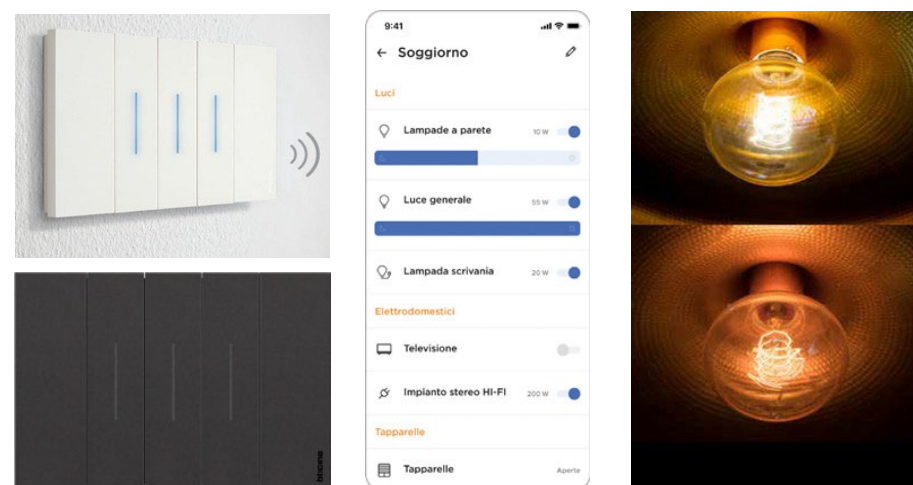 9:41
← Soggiorno
Luci
Lampade a parete 10 W
Luce generale 55 W
Lampada scrivania 20 W
Elettrodomestici
Televisione
Impianto stereo HI-FI 200 W
Tapparelle
Tapparelle Aperte
bticino